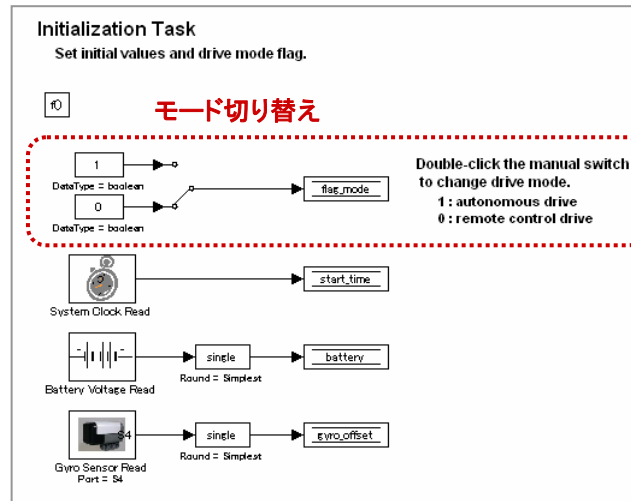 Initialization Task
Set initial values and drive mode flag.
f()
モード切り替え
1
DataType = boolean
0
DataType = boolean
flag_mode
Double-click the manual switch
to change drive mode.
1 : autonomous drive
0 : remote control drive
System Clock Read
start_time
Battery Voltage Read
single
Round = Simplest
battery
S4
Gyro Sensor Read
Port = S4
single
Round = Simplest
gyro_offset